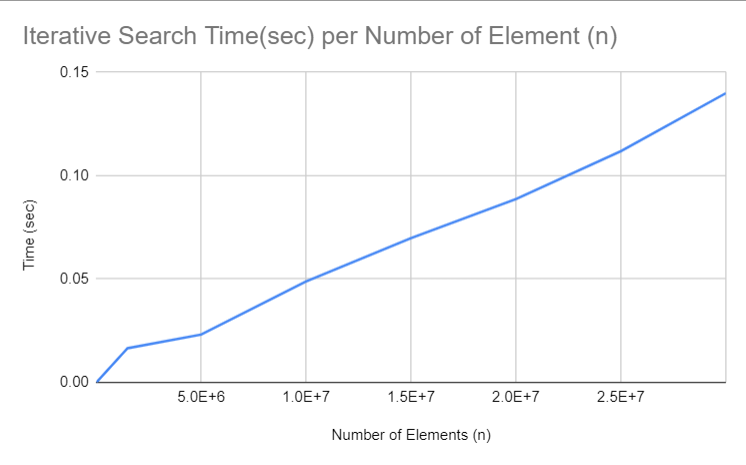 Iterative Search Time(sec) per Number of Element (n)
0.15
0.10
0.05
0.00
Time (sec)
5.0E+6 1.0E+7 1.5E+7 2.0E+7 2.5E+7
Number of Elements (n)